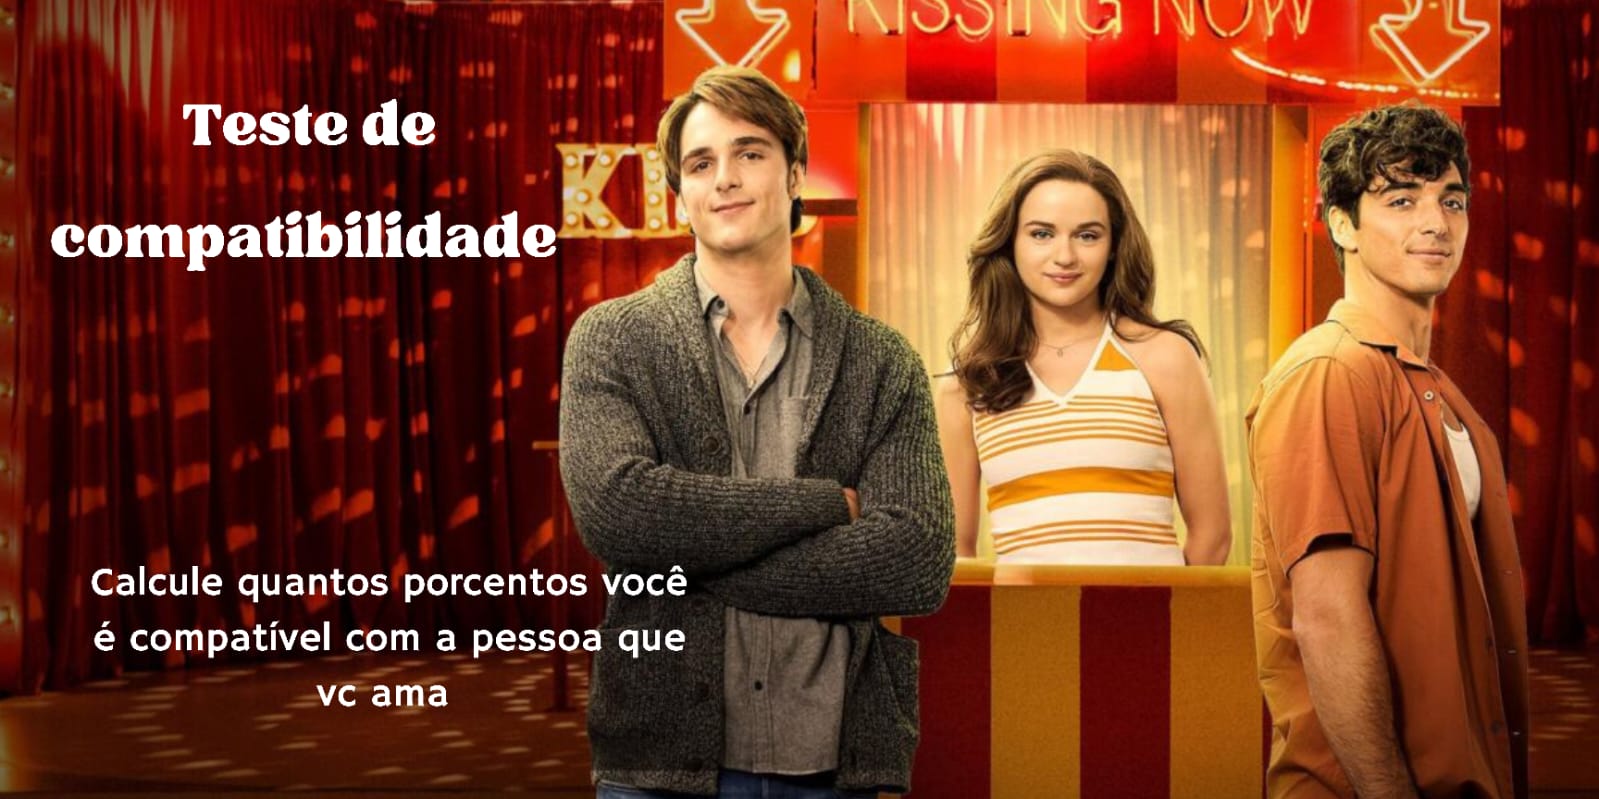 KISSING NOW
Teste de
compatibilidade
Calcule quantos porcentos você
é compatível com a pessoa que
vc ama